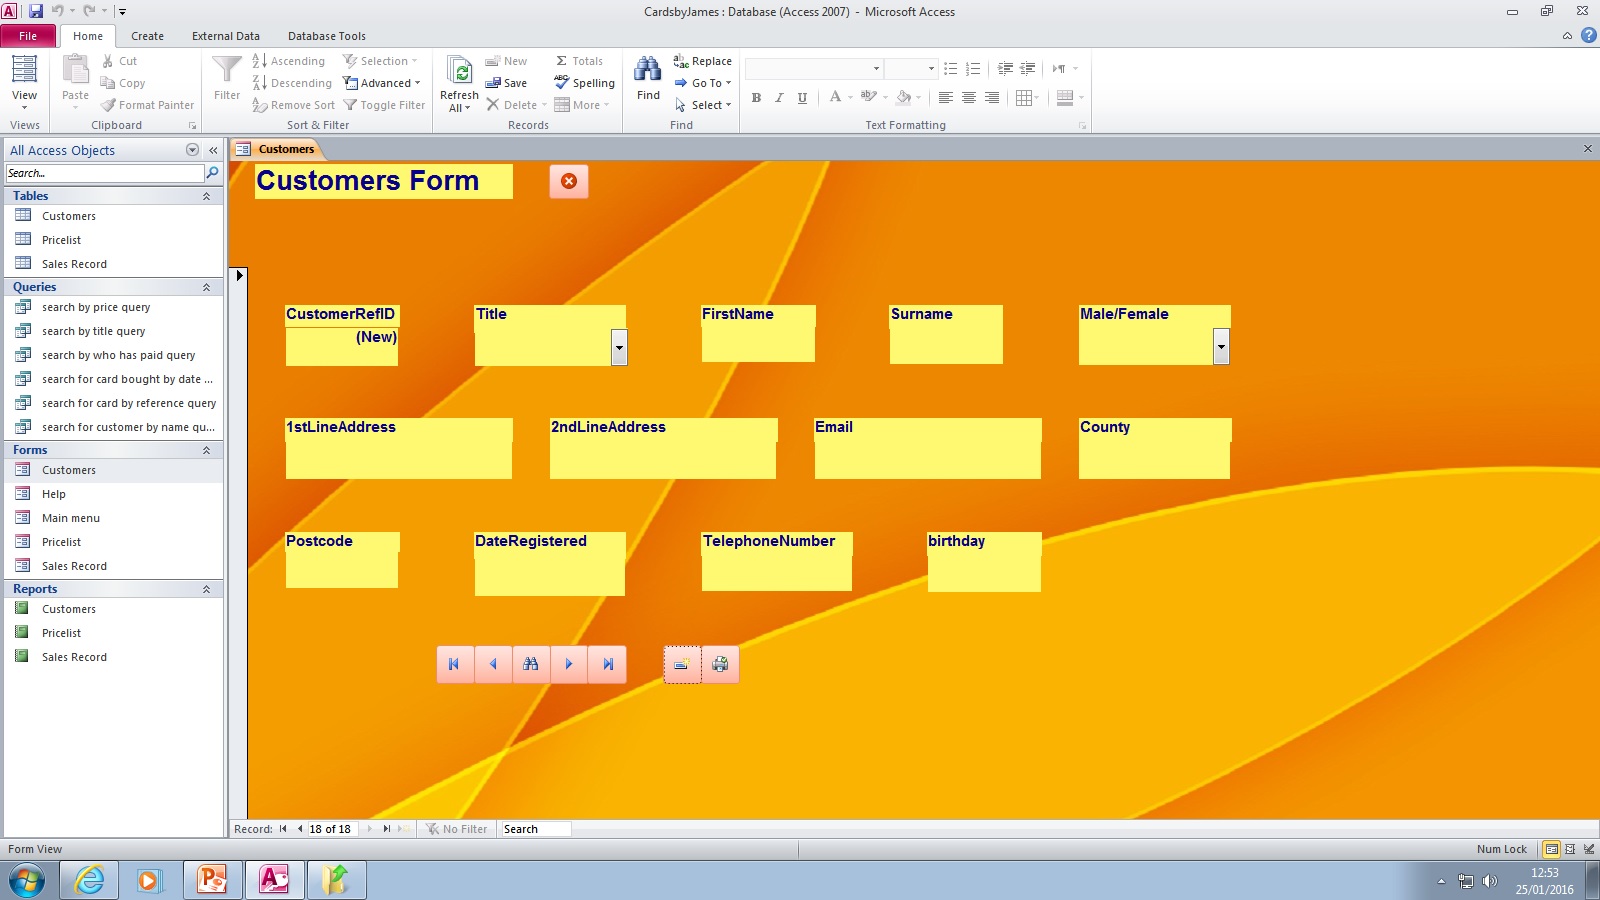 CardsbyJames : Database (Access 2007) - Microsoft Access
File Home Create External Data Database Tools
View
Views
Paste
Cut
Copy
Format Painter
Clipboard
Filter
Ascending
Descending
Remove Sort
Selection
Advanced
Toggle Filter
Sort & Filter
Refresh All
New
Save
Delete
Totals
Spelling
More
Records
Find
Replace
Go To
Select
Find
B I U A
Text Formatting
All Access Objects
Search...
Tables
Customers
Pricelist
Sales Record
Queries
search by price query
search by title query
search by who has paid query
search for card bought by date ...
search for card by reference query
search for customer by name qu...
Forms
Customers
Help
Main menu
Pricelist
Sales Record
Reports
Customers
Pricelist
Sales Record
Customers
Customers Form
CustomerRefID Title FirstName Surname Male/Female
(New)
1stLineAddress 2ndLineAddress Email County
Postcode DateRegistered TelephoneNumber birthday
Record: 18 of 18 No Filter Search
Form View Num Lock
12:53
25/01/2016